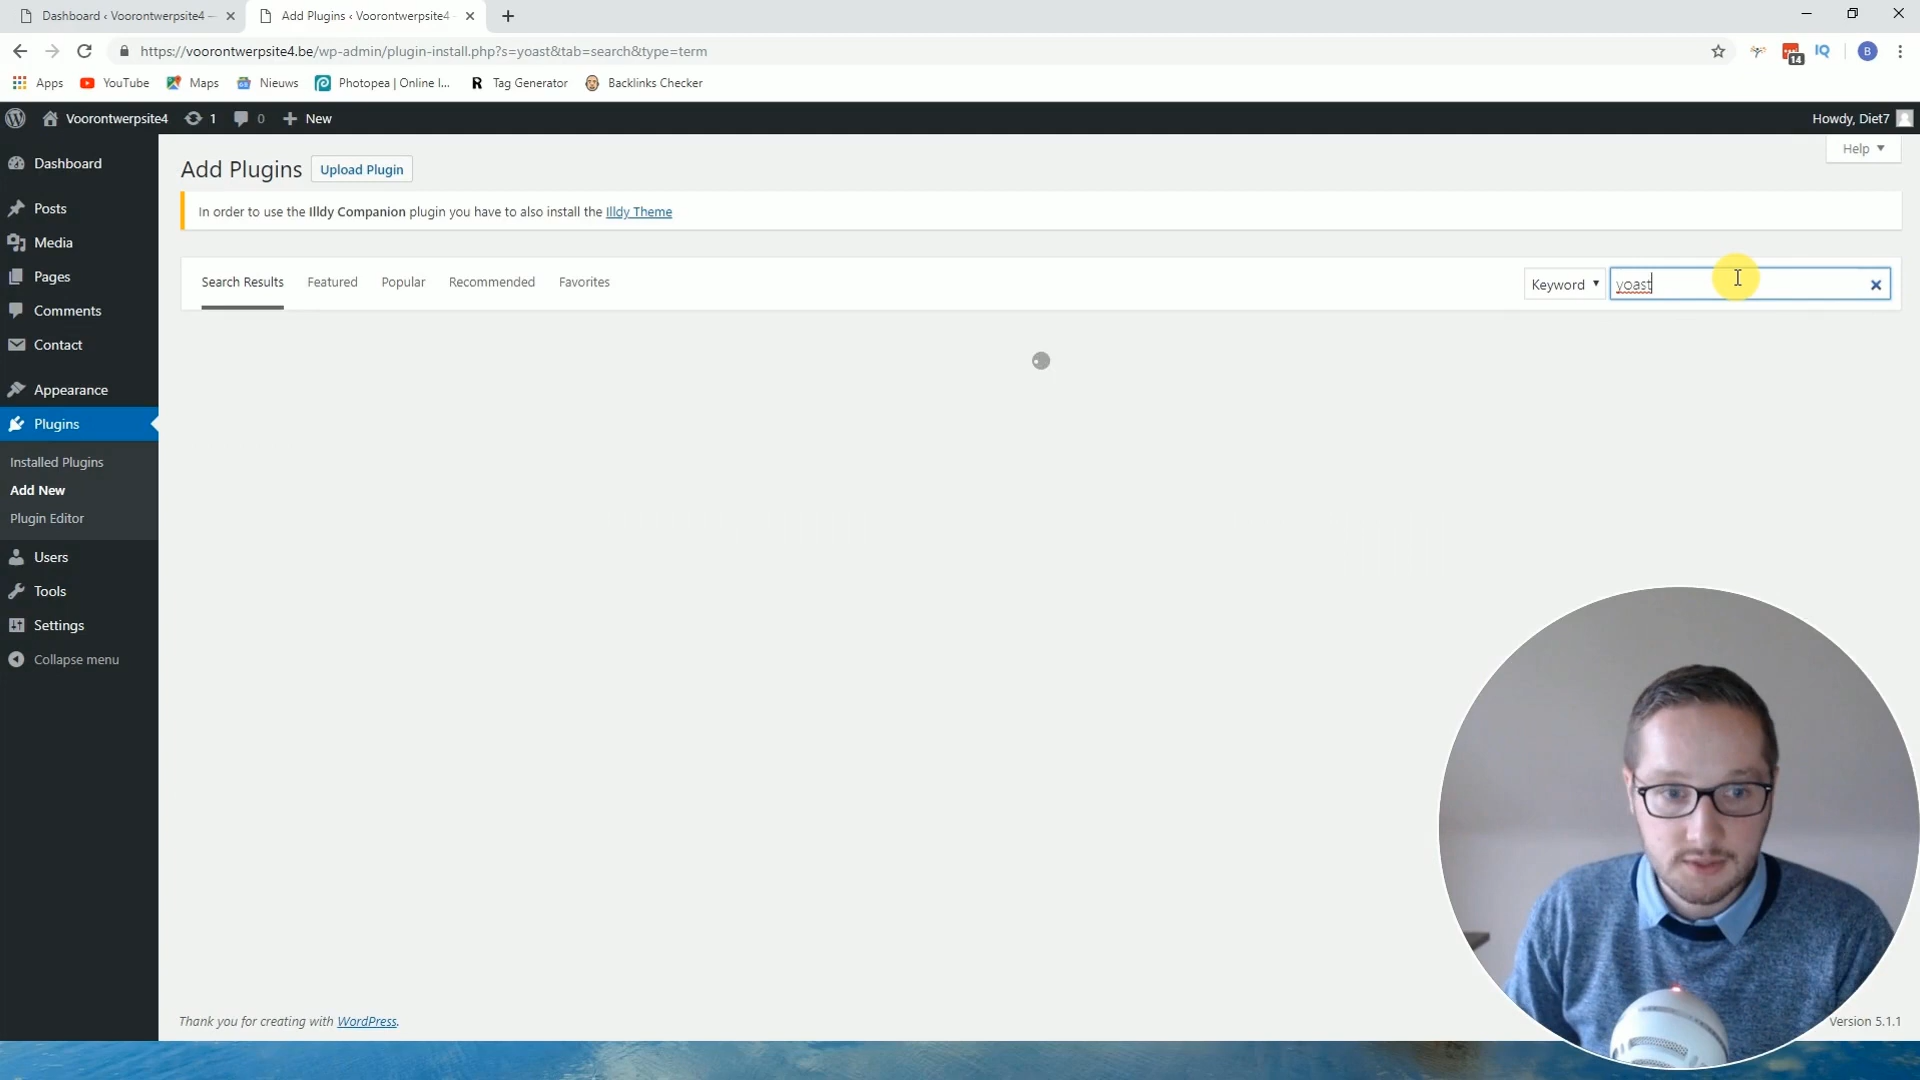 Dashboard ‹ Voorontwerpsite4 —
Add Plugins ‹ Voorontwerpsite4
https://voorontwerpsite4.be/wp-admin/plugin-install.php?s=yoast&tab=search&type=term
14
IQ
B
Apps
YouTube
Maps
Nieuws
Photopea | Online I...
R Tag Generator
Backlinks Checker
Voorontwerpsite4
1
0
New
Howdy, Diet7
Help
Dashboard
Posts
Media
Pages
Comments
Contact
Appearance
Plugins
Installed Plugins
Add New
Plugin Editor
Users
Tools
Settings
Collapse menu
Add Plugins
Upload Plugin
In order to use the Illdy Companion plugin you have to also install the Illdy Theme
Search Results
Featured
Popular
Recommended
Favorites
Keyword
yoast
Thank you for creating with WordPress.
Version 5.1.1